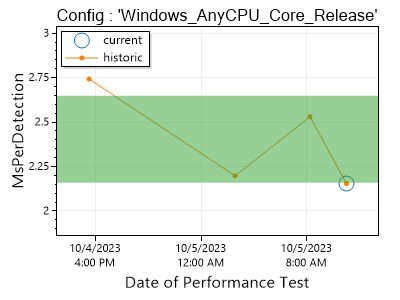 Config : 'Windows_AnyCPU_Core_Release'
current
historic
3
2.75
2.5
2.25
2
MsPerDetection
10/4/2023
4:00 PM
10/5/2023
12:00 AM
10/5/2023
8:00 AM
Date of Performance Test